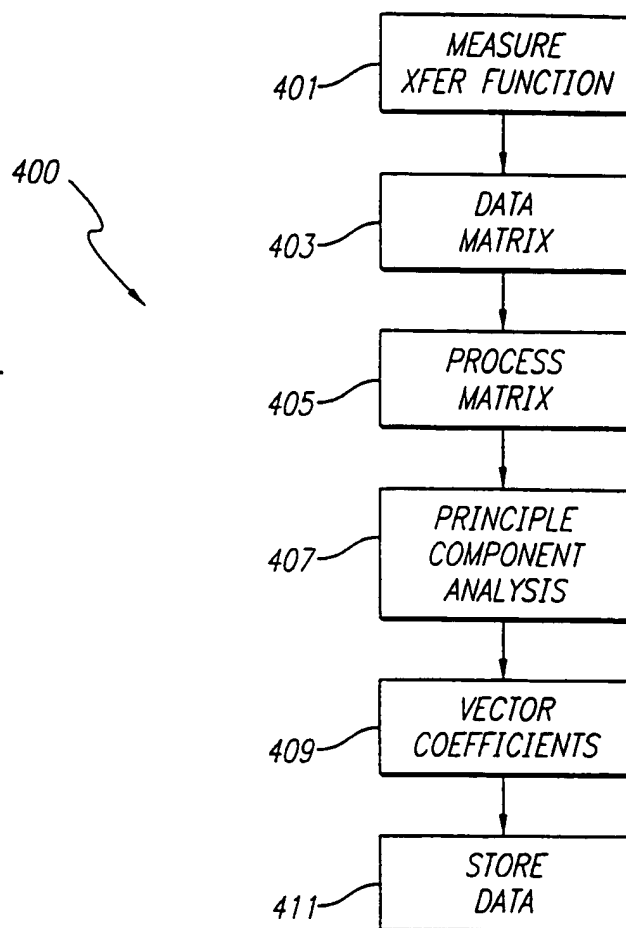 MEASURE
XFER FUNCTION
401
400
DATA
MATRIX
403
PROCESS
MATRIX
405
PRINCIPLE
COMPONENT
ANALYSIS
407
VECTOR
COEFFICIENTS
409
STORE
DATA
411